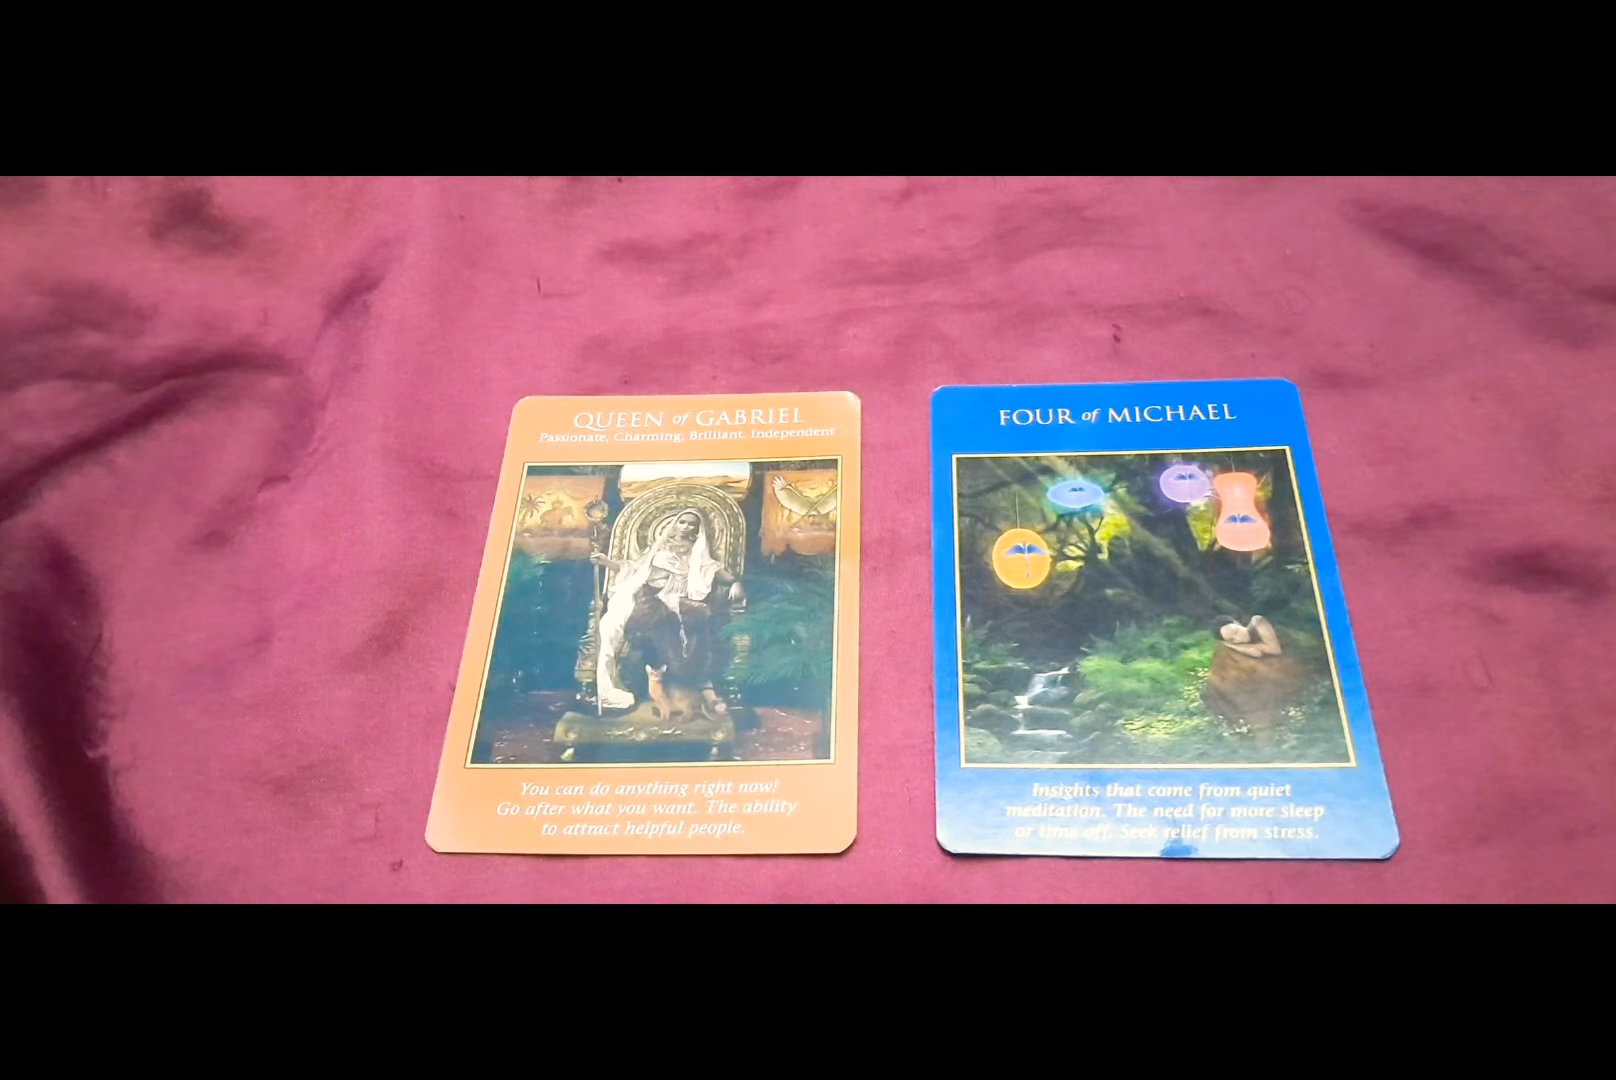 QUEEN of GABRIEL
Passionate, Charming, Brilliant, Independent
You can do anything right now!
Go after what you want. The ability
to attract helpful people.
FOUR of MICHAEL
Insights that come from quiet
meditation. The need for more sleep
or time off. Seek relief from stress.